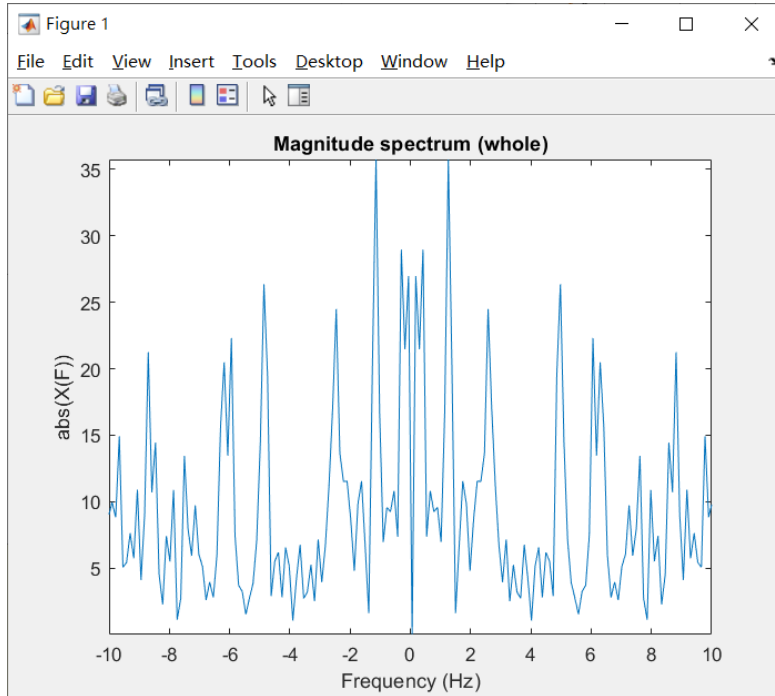 Figure 1
File Edit View Insert Tools Desktop Window Help
Magnitude spectrum (whole)
35
30
25
20
15
10
5
abs(X(F))
-10 -8 -6 -4 -2 0 2 4 6 8 10
Frequency (Hz)